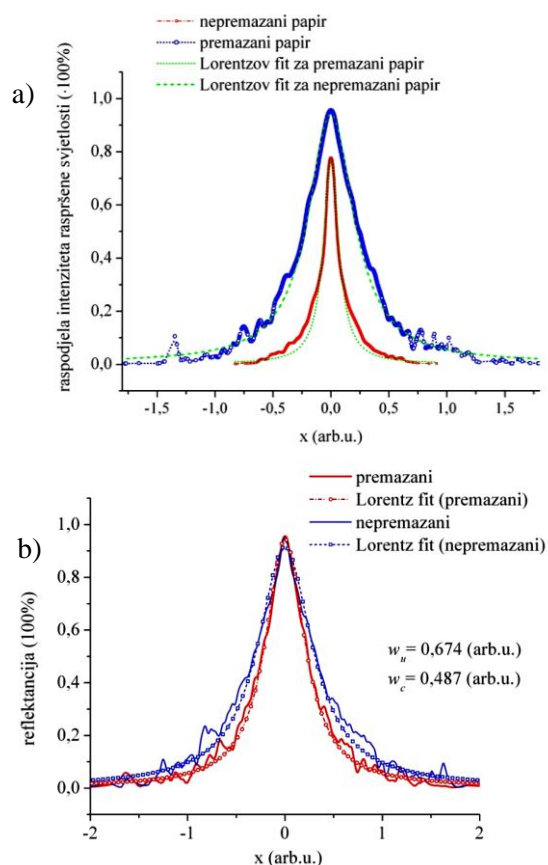 nepremazani papir
premazani papir
Lorentzov fit za premazani papir
Lorentzov fit za nepremazani papir
a)
raspodjela intenziteta raspršene svjetlosti (·100%)
1,0
0,8
0,6
0,4
0,2
0,0
-1,5 -1,0 -0,5 0,0 0,5 1,0 1,5
x (arb.u.)
premazani
Lorentz fit (premazani)
nepremazani
Lorentz fit (nepremazani)
b)
reflektancija (100%)
1,0
0,8
0,6
0,4
0,2
0,0
w_u = 0,674 (arb.u.)
w_c = 0,487 (arb.u.)
-2 -1 0 1 2
x (arb.u.)